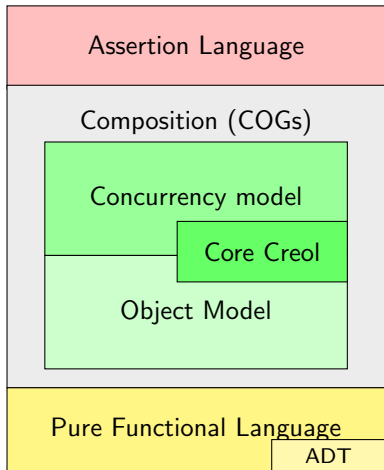 Assertion Language
Composition (COGs)
Concurrency model
Core Creol
Object Model
Pure Functional Language
ADT